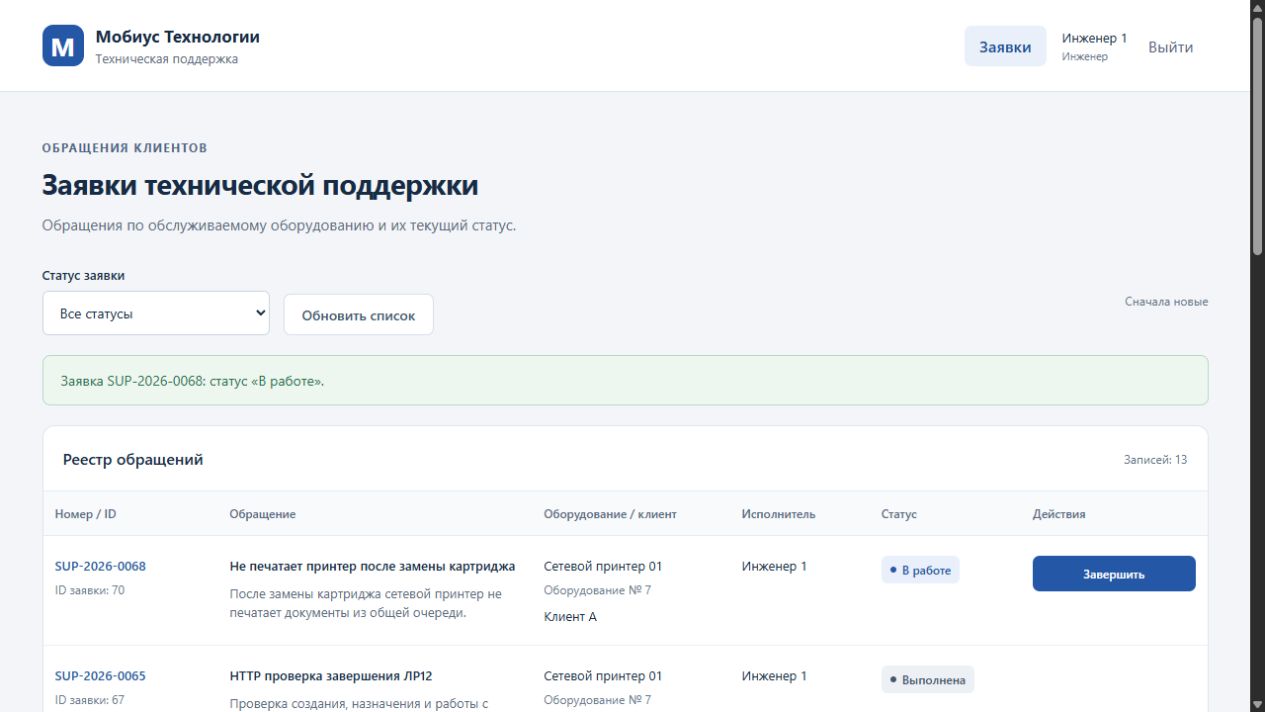 М
Мобиус Технологии
Техническая поддержка
Заявки
Инженер 1
Инженер
Выйти
ОБРАЩЕНИЯ КЛИЕНТОВ
Заявки технической поддержки
Обращения по обслуживаемому оборудованию и их текущий статус.
Статус заявки
Все статусы
Обновить список
Сначала новые
Заявка SUP-2026-0068: статус «В работе».
Реестр обращений
Записей: 13
Номер / ID
Обращение
Оборудование / клиент
Исполнитель
Статус
Действия
SUP-2026-0068
ID заявки: 70
Не печатает принтер после замены картриджа
После замены картриджа сетевой принтер не
печатает документы из общей очереди.
Сетевой принтер 01
Оборудование № 7
Клиент А
Инженер 1
В работе
Завершить
SUP-2026-0065
ID заявки: 67
HTTP проверка завершения ЛР12
Проверка создания, назначения и работы с
Сетевой принтер 01
Оборудование № 7
Инженер 1
Выполнена